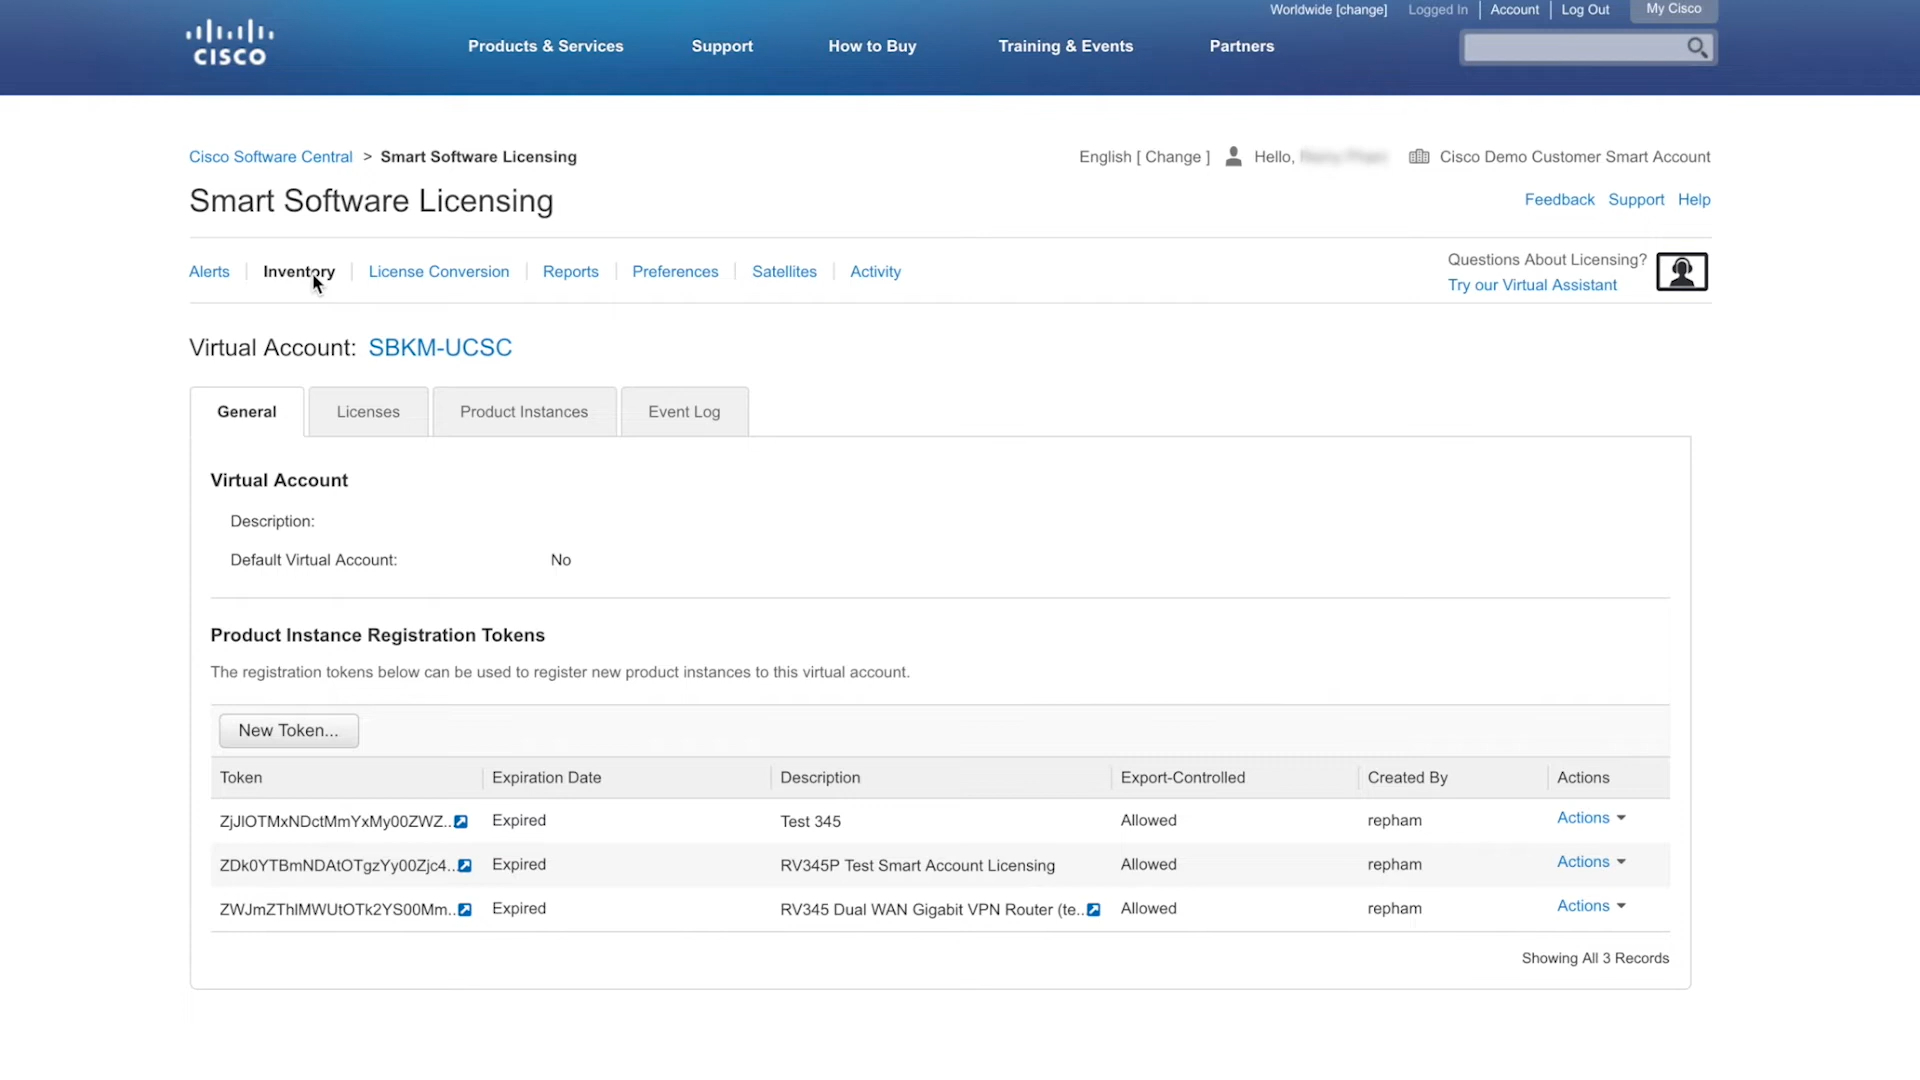 Worldwide [change] Logged In Account Log Out My Cisco
CISCO Products & Services Support How to Buy Training & Events Partners
Cisco Software Central > Smart Software Licensing English [ Change ] Hello, Cisco Demo Customer Smart Account
Smart Software Licensing Feedback Support Help
Alerts Inventory License Conversion Reports Preferences Satellites Activity
Questions About Licensing?
Try our Virtual Assistant
Virtual Account: SBKM-UCSC
General Licenses Product Instances Event Log
Virtual Account
Description:
Default Virtual Account: No
Product Instance Registration Tokens
The registration tokens below can be used to register new product instances to this virtual account.
New Token...
Token Expiration Date Description Export-Controlled Created By Actions
ZjJlOTMxNDctMmYxMy00ZWZ.. Expired Test 345 Allowed repham Actions
ZDk0YTBmNDAtOTgzYy00Zjc4.. Expired RV345P Test Smart Account Licensing Allowed repham Actions
ZWJmZThlMWUtOTk2YS00Mm.. Expired RV345 Dual WAN Gigabit VPN Router (te.. Allowed repham Actions
Showing All 3 Records